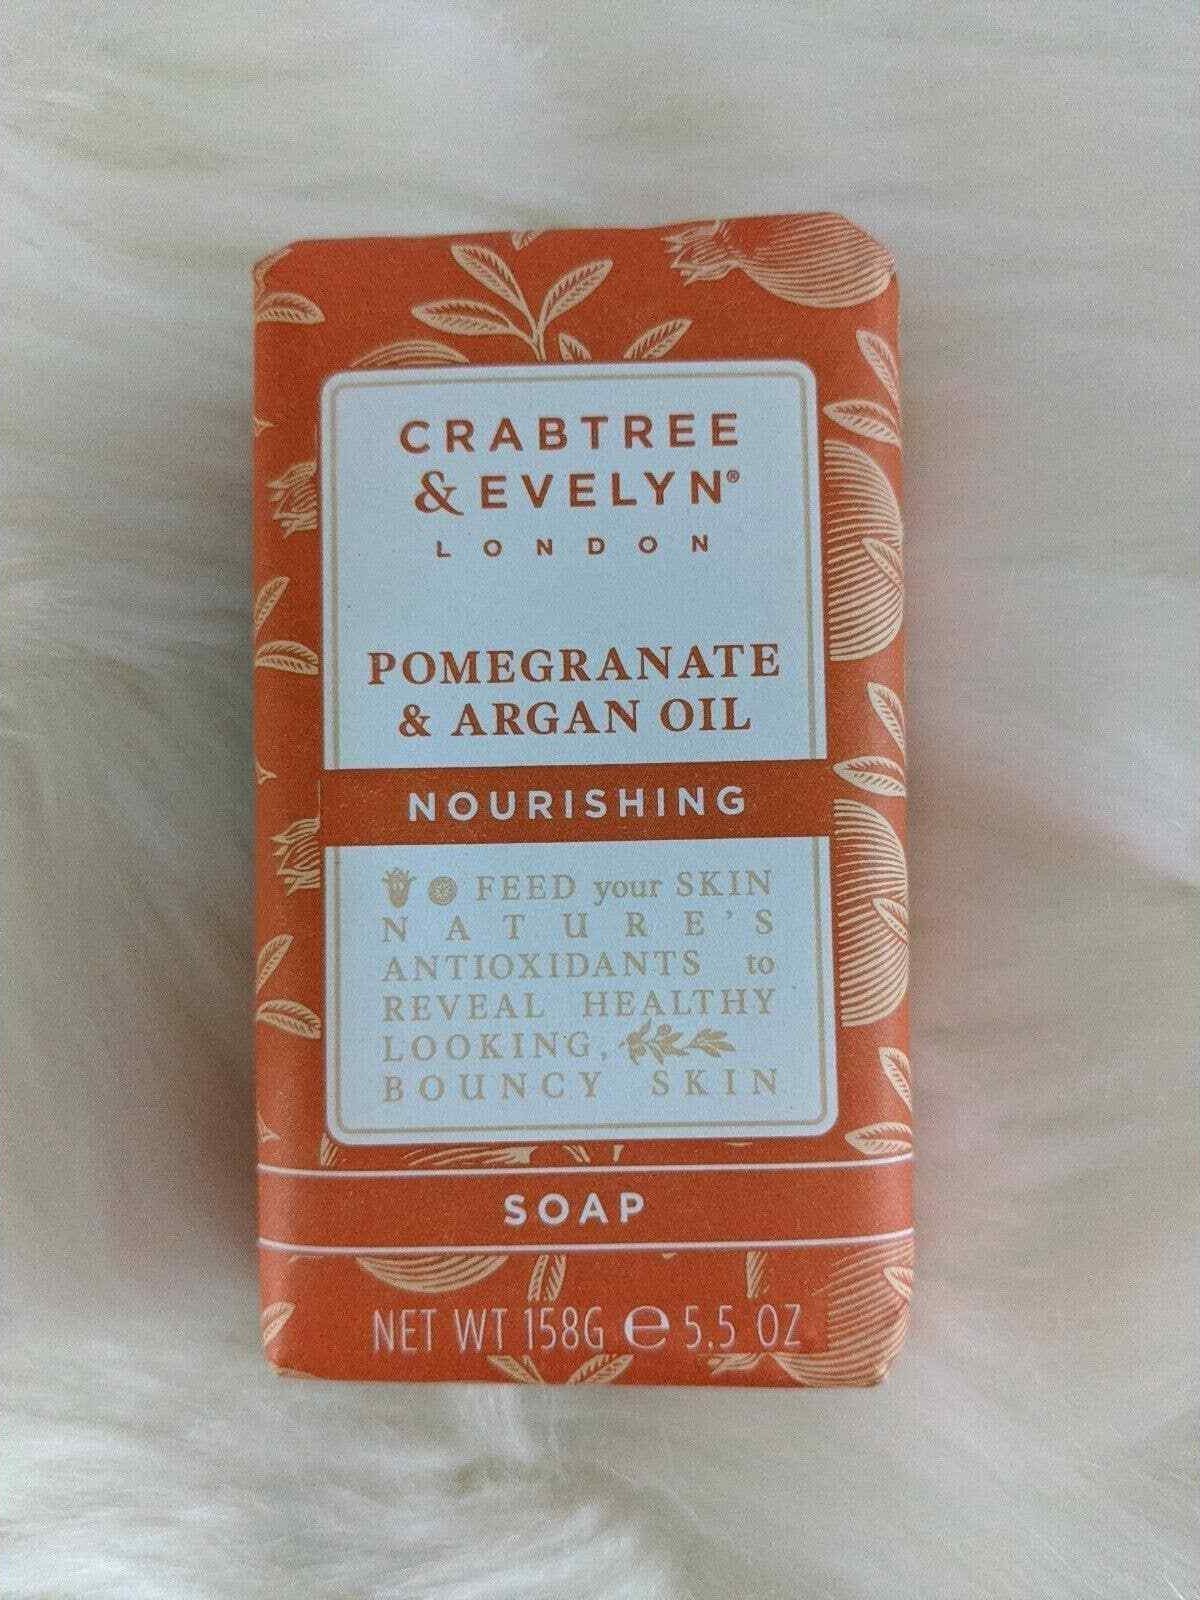 CRABTREE
& EVELYN®
LONDON
POMEGRANATE
& ARGAN OIL
NOURISHING
FEED your SKIN
NATURE'S
ANTIOXIDANTS to
REVEAL HEALTHY
LOOKING,
BOUNCY SKIN
SOAP
NET WT 158G ℮ 5.5 OZ